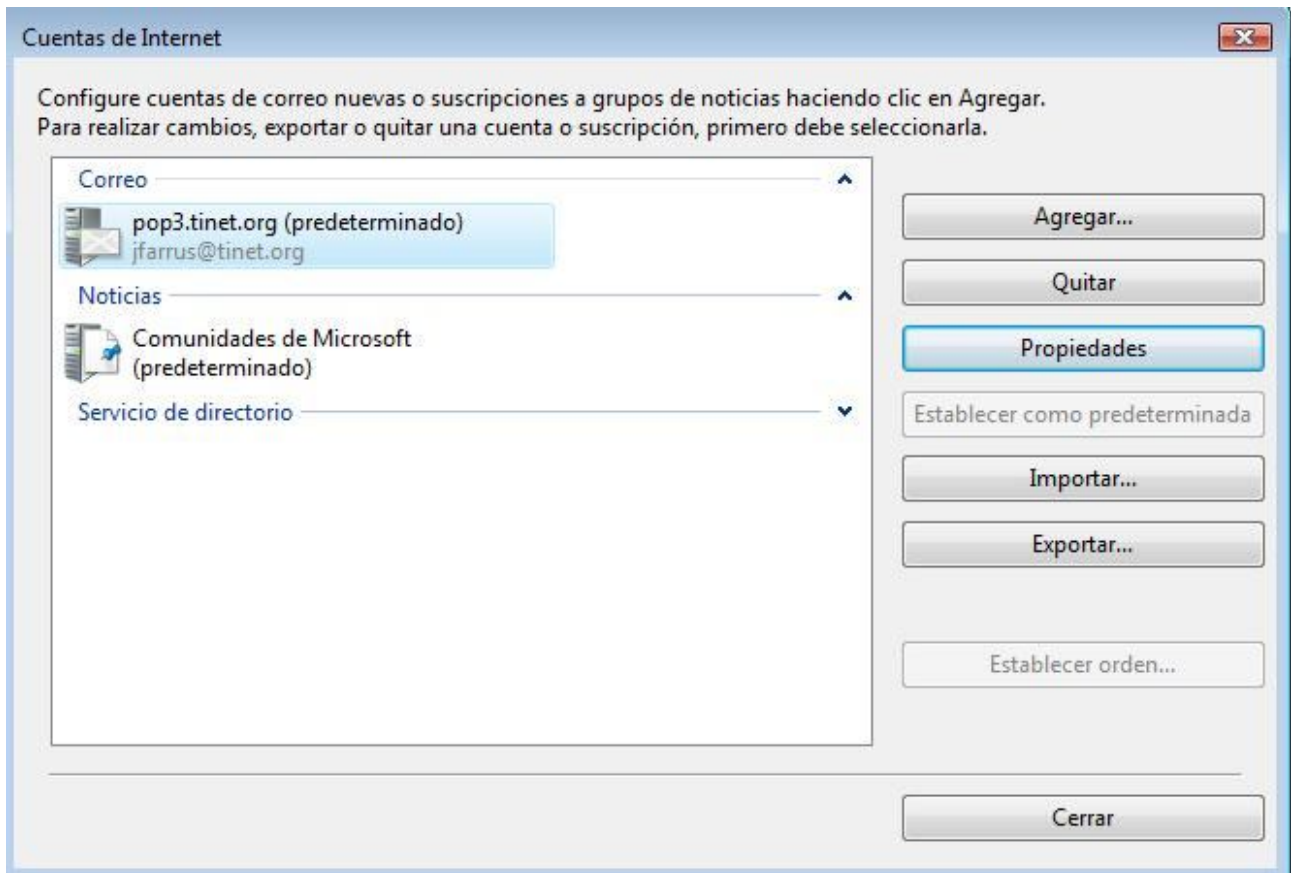 Cuentas de Internet
Configure cuentas de correo nuevas o suscripciones a grupos de noticias haciendo clic en Agregar.
Para realizar cambios, exportar o quitar una cuenta o suscripción, primero debe seleccionarla.
Correo
pop3.tinet.org (predeterminado)
jfarrus@tinet.org
Noticias
Comunidades de Microsoft
(predeterminado)
Servicio de directorio
Agregar...
Quitar
Propiedades
Establecer como predeterminada
Importar...
Exportar...
Establecer orden...
Cerrar